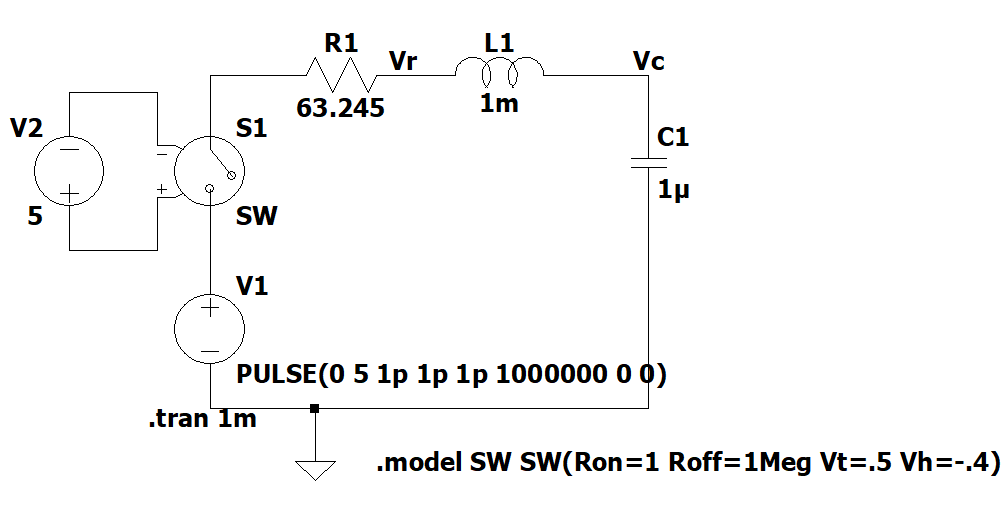 R1
Vr
L1
Vc
63.245
1m
V2
S1
C1
5
SW
1µ
V1
PULSE(0 5 1p 1p 1p 1000000 0 0)
.tran 1m
.model SW SW(Ron=1 Roff=1Meg Vt=.5 Vh=-.4)